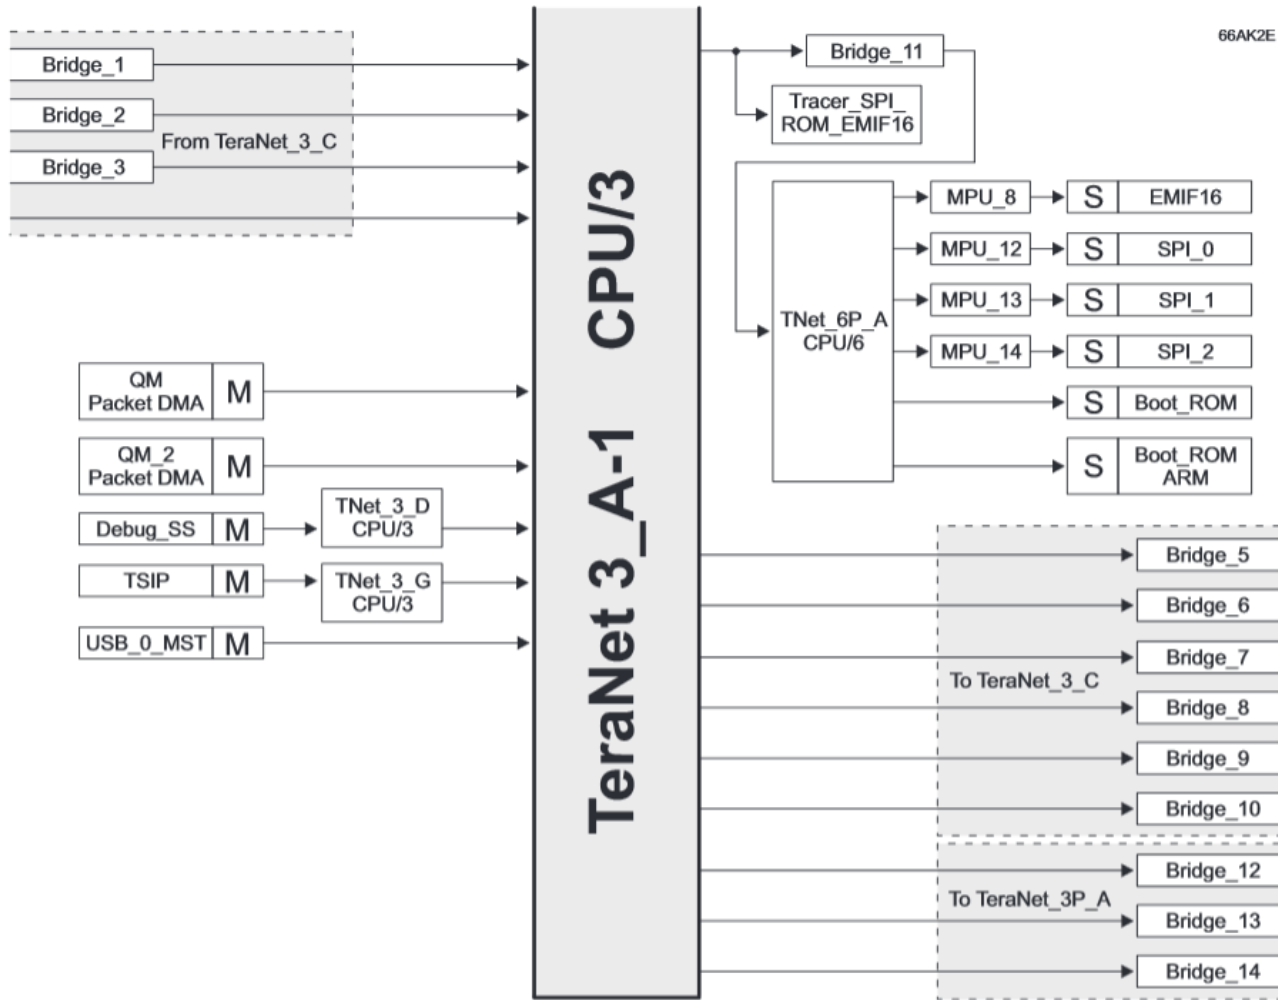 66AK2E
Bridge_1
Bridge_2
From TeraNet_3_C
Bridge_3
QM
Packet DMA
M
QM_2
Packet DMA
M
Debug_SS
M
TNet_3_D
CPU/3
TSIP
M
TNet_3_G
CPU/3
USB_0_MST
M
TeraNet 3_A-1 CPU/3
Bridge_11
Tracer_SPI_
ROM_EMIF16
TNet_6P_A
CPU/6
MPU_8
S
EMIF16
MPU_12
S
SPI_0
MPU_13
S
SPI_1
MPU_14
S
SPI_2
S
Boot_ROM
S
Boot_ROM
ARM
Bridge_5
Bridge_6
Bridge_7
To TeraNet_3_C
Bridge_8
Bridge_9
Bridge_10
Bridge_12
To TeraNet_3P_A
Bridge_13
Bridge_14